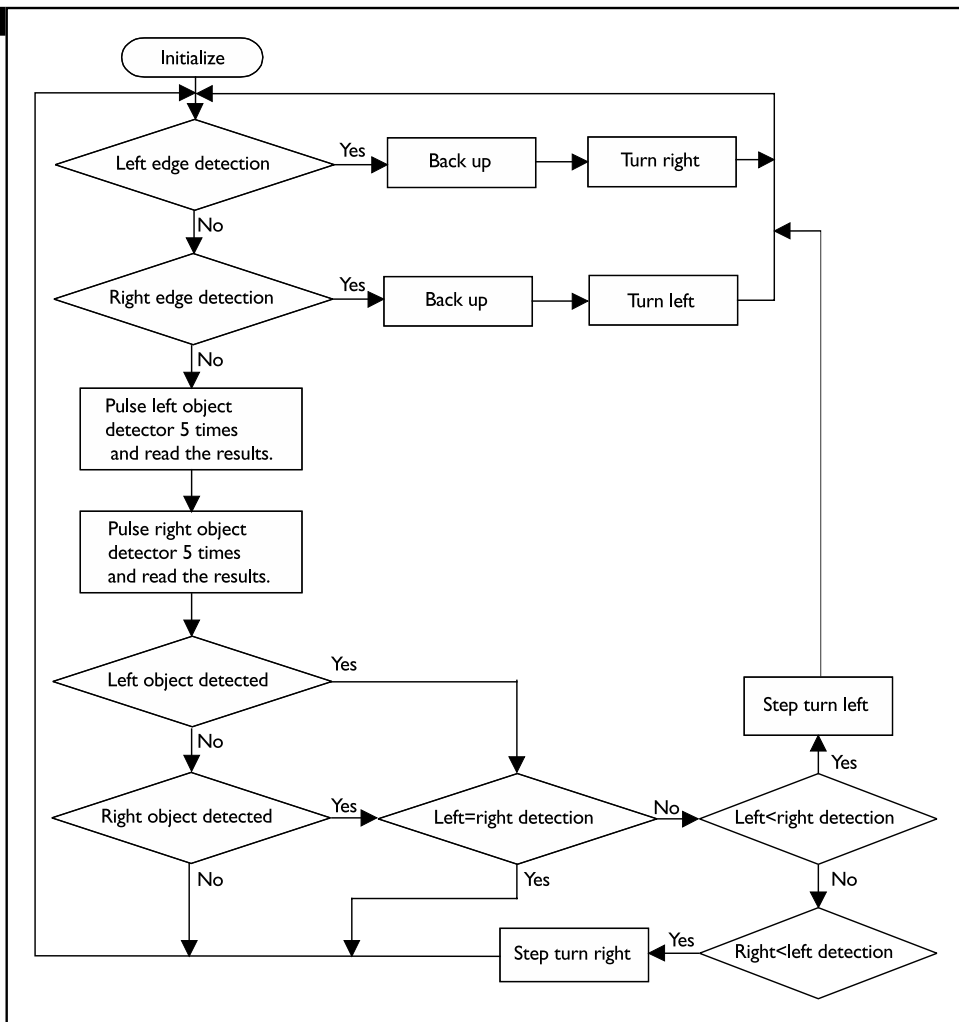 Initialize
Left edge detection
Yes
Back up
Turn right
No
Right edge detection
Yes
Back up
Turn left
No
Pulse left object
detector 5 times
and read the results.
Pulse right object
detector 5 times
and read the results.
Left object detected
Yes
Step turn left
No
Yes
Right object detected
Yes
Left=right detection
No
Left<right detection
No
Yes
No
Step turn right
Yes
Right<left detection